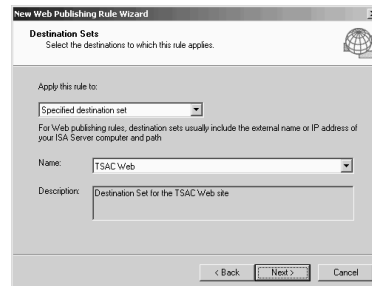 New Web Publishing Rule Wizard
Destination Sets
Select the destinations to which this rule applies.
Apply this rule to:
Specified destination set
For Web publishing rules, destination sets usually include the external name or IP address of
your ISA Server computer and path
Name:
TSAC Web
Description:
Destination Set for the TSAC Web site
< Back
Next >
Cancel